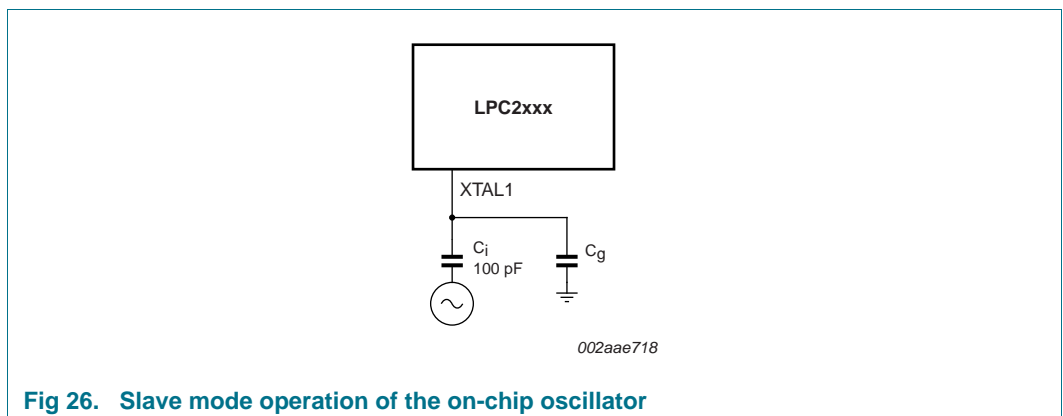 LPC2xxx
XTAL1
Ci
100 pF
Cg
002aae718
Fig 26. Slave mode operation of the on-chip oscillator